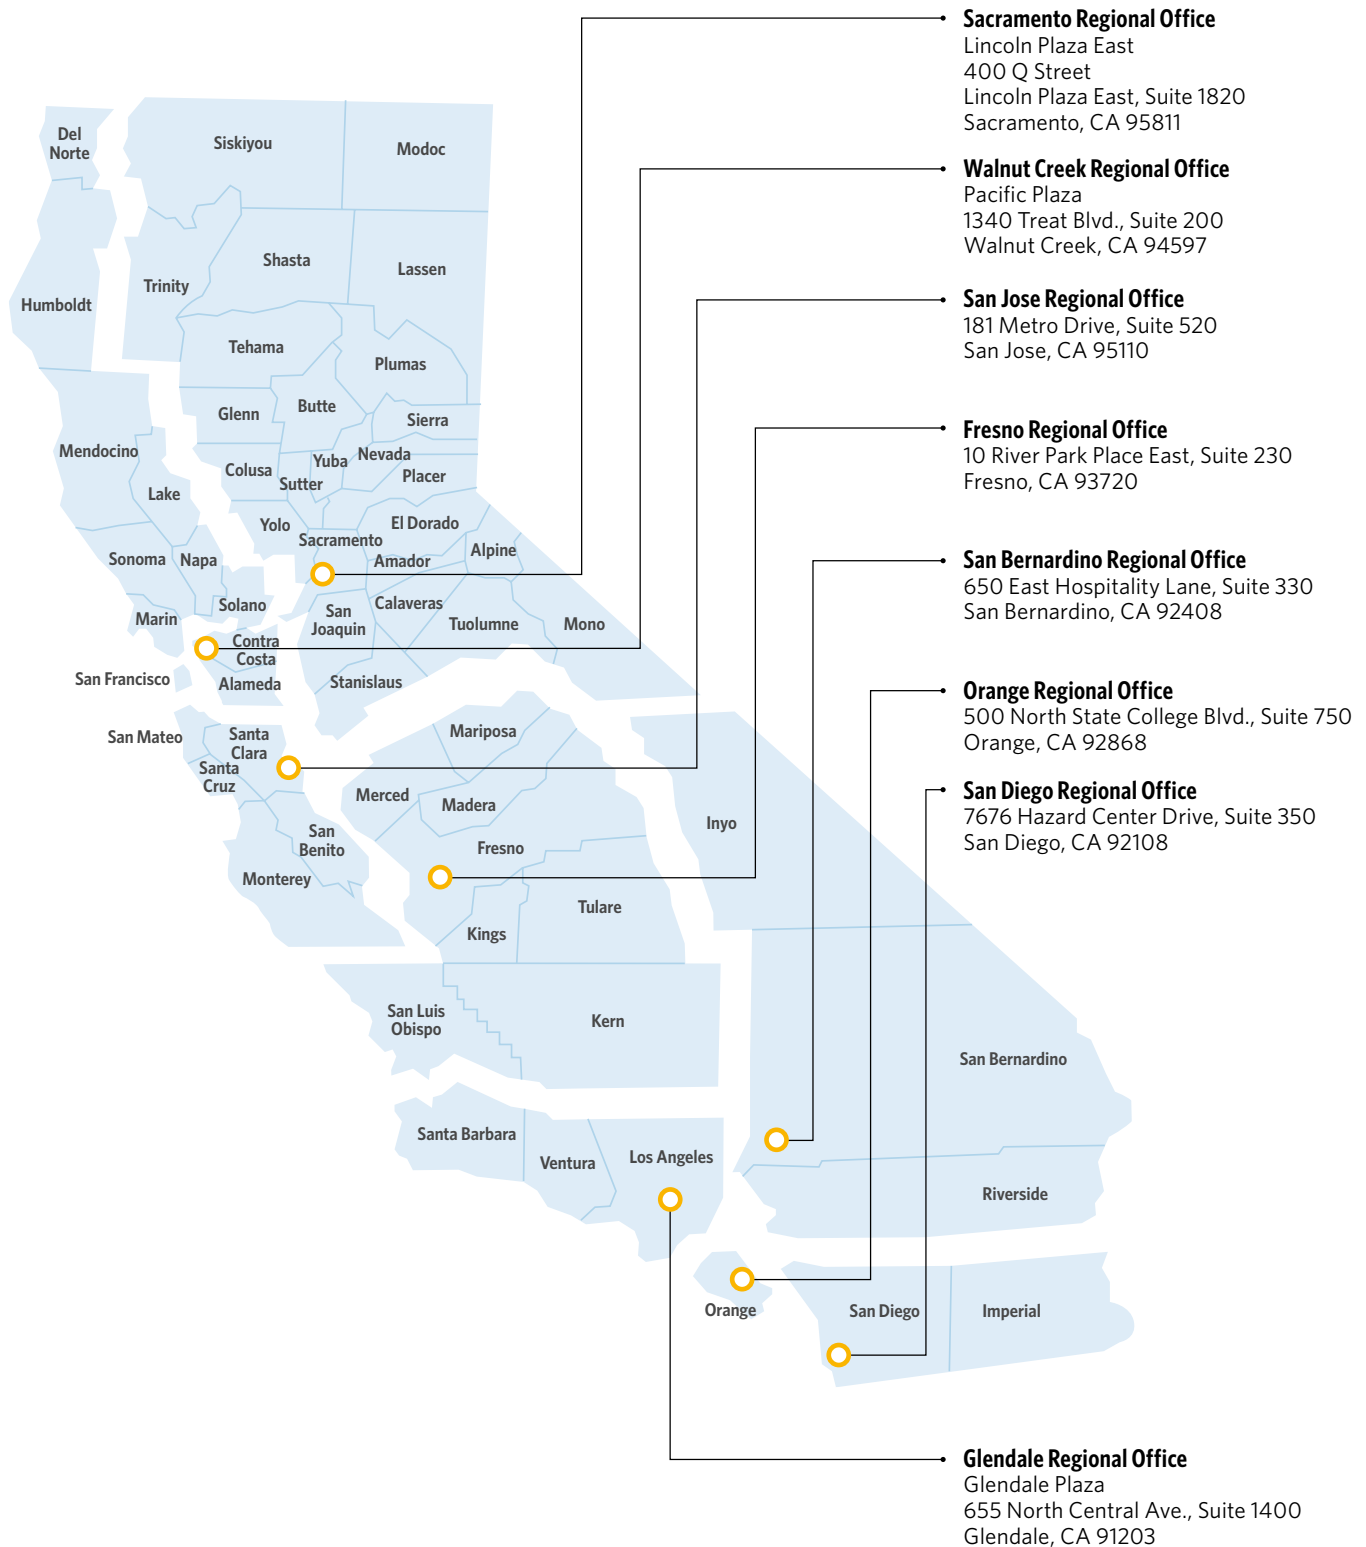 Sacramento Regional Office
Lincoln Plaza East
400 Q Street
Lincoln Plaza East, Suite 1820
Sacramento, CA 95811
Walnut Creek Regional Office
Pacific Plaza
1340 Treat Blvd., Suite 200
Walnut Creek, CA 94597
San Jose Regional Office
181 Metro Drive, Suite 520
San Jose, CA 95110
Fresno Regional Office
10 River Park Place East, Suite 230
Fresno, CA 93720
San Bernardino Regional Office
650 East Hospitality Lane, Suite 330
San Bernardino, CA 92408
Orange Regional Office
500 North State College Blvd., Suite 750
Orange, CA 92868
San Diego Regional Office
7676 Hazard Center Drive, Suite 350
San Diego, CA 92108
Glendale Regional Office
Glendale Plaza
655 North Central Ave., Suite 1400
Glendale, CA 91203
Del
Norte
Siskiyou
Modoc
Humboldt
Trinity
Shasta
Lassen
Tehama
Plumas
Glenn
Butte
Sierra
Mendocino
Lake
Colusa
Sutter
Yuba
Nevada
Placer
Yolo
El Dorado
Sacramento
Amador
Alpine
Sonoma
Napa
Solano
Marin
San
Joaquin
Calaveras
Tuolumne
Mono
Contra
Costa
San Francisco
Alameda
Stanislaus
San Mateo
Santa
Clara
Santa
Cruz
Mariposa
Merced
Madera
San
Benito
Monterey
Fresno
Inyo
Kings
Tulare
San Luis
Obispo
Kern
San Bernardino
Santa Barbara
Ventura
Los Angeles
Riverside
Orange
San Diego
Imperial